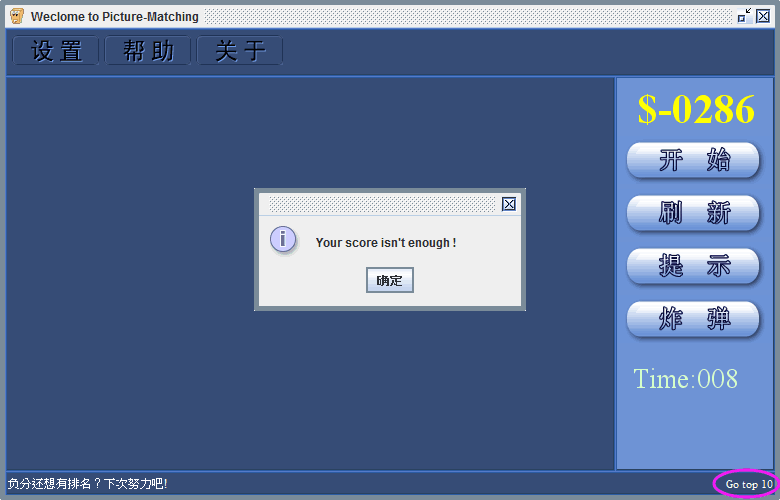 Weclome to Picture-Matching
设置 帮助 关于
$-0286
开 始
刷 新
提 示
炸 弹
Time:008
Your score isn't enough !
确定
负分还想有排名？下次努力吧!
Go top 10